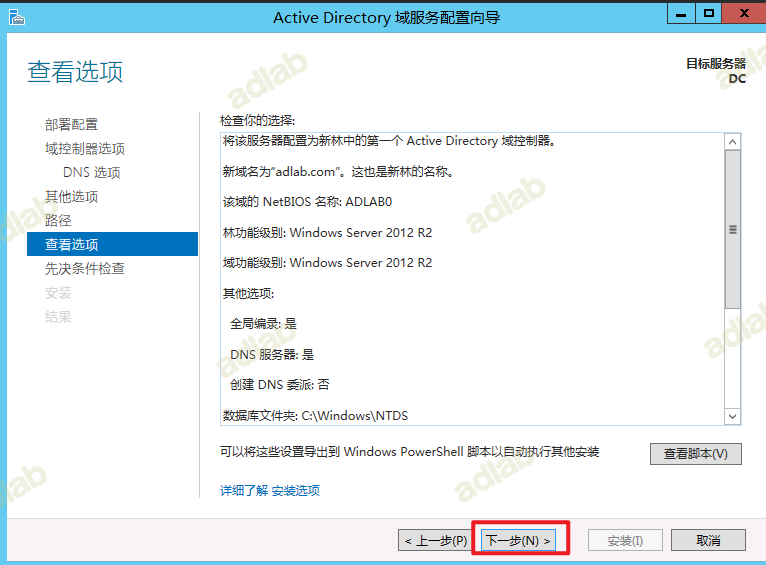 Active Directory 域服务配置向导
查看选项
目标服务器
DC
部署配置
域控制器选项
DNS 选项
其他选项
路径
查看选项
先决条件检查
安装
结果
检查你的选择:
将该服务器配置为新林中的第一个 Active Directory 域控制器。
新域名为“adlab.com”。这也是新林的名称。
该域的 NetBIOS 名称: ADLAB0
林功能级别: Windows Server 2012 R2
域功能级别: Windows Server 2012 R2
其他选项:
全局编录: 是
DNS 服务器: 是
创建 DNS 委派: 否
数据库文件夹: C:\Windows\NTDS
可以将这些设置导出到 Windows PowerShell 脚本以自动执行其他安装
查看脚本(V)
详细了解 安装选项
< 上一步(P)
下一步(N) >
安装(I)
取消
adlab
adlab
adlab
adlab
adlab
adlab
adlab
adlab